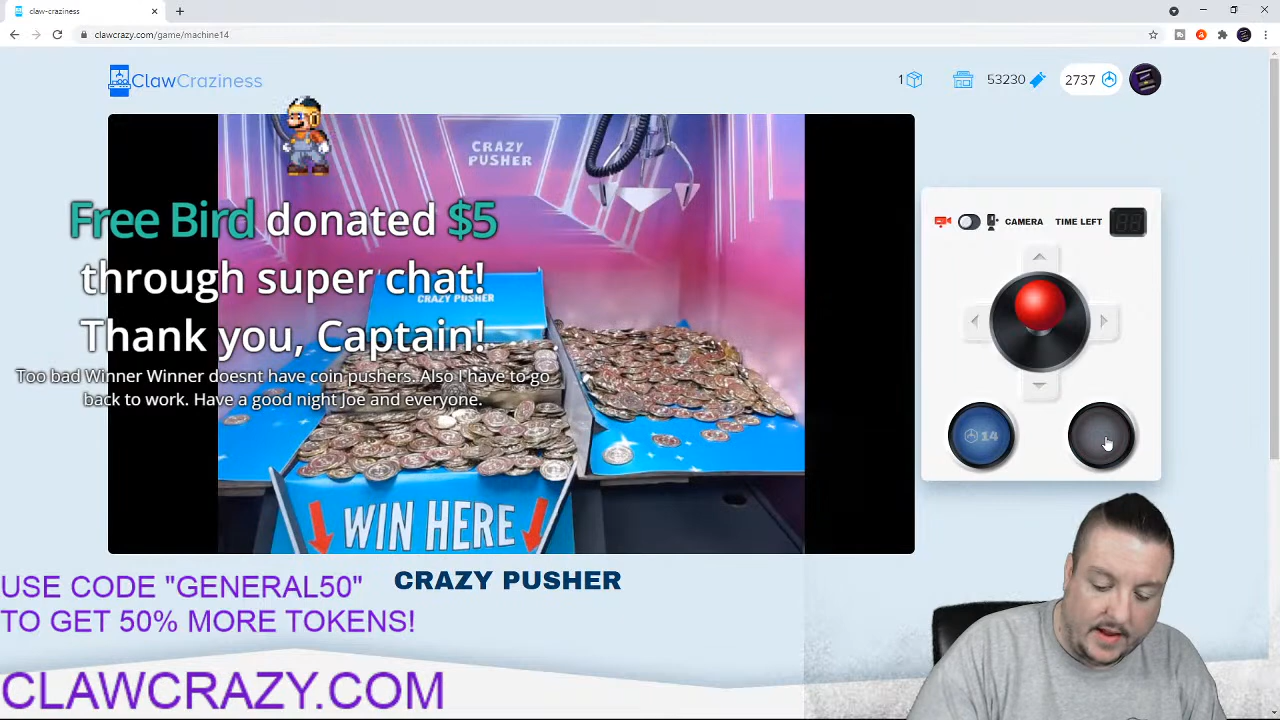 claw-craziness
clawcrazy.com/game/machine14
ClawCraziness
1
53230
2737
CRAZY
PUSHER
Free Bird donated $5
through super chat!
Thank you, Captain!
Too bad Winner Winner doesnt have coin pushers. Also I have to go
back to work. Have a good night Joe and everyone.
CRAZY PUSHER
WIN HERE
CAMERA
TIME LEFT
14
CRAZY PUSHER
USE CODE "GENERAL50"
TO GET 50% MORE TOKENS!
CLAWCRAZY.COM